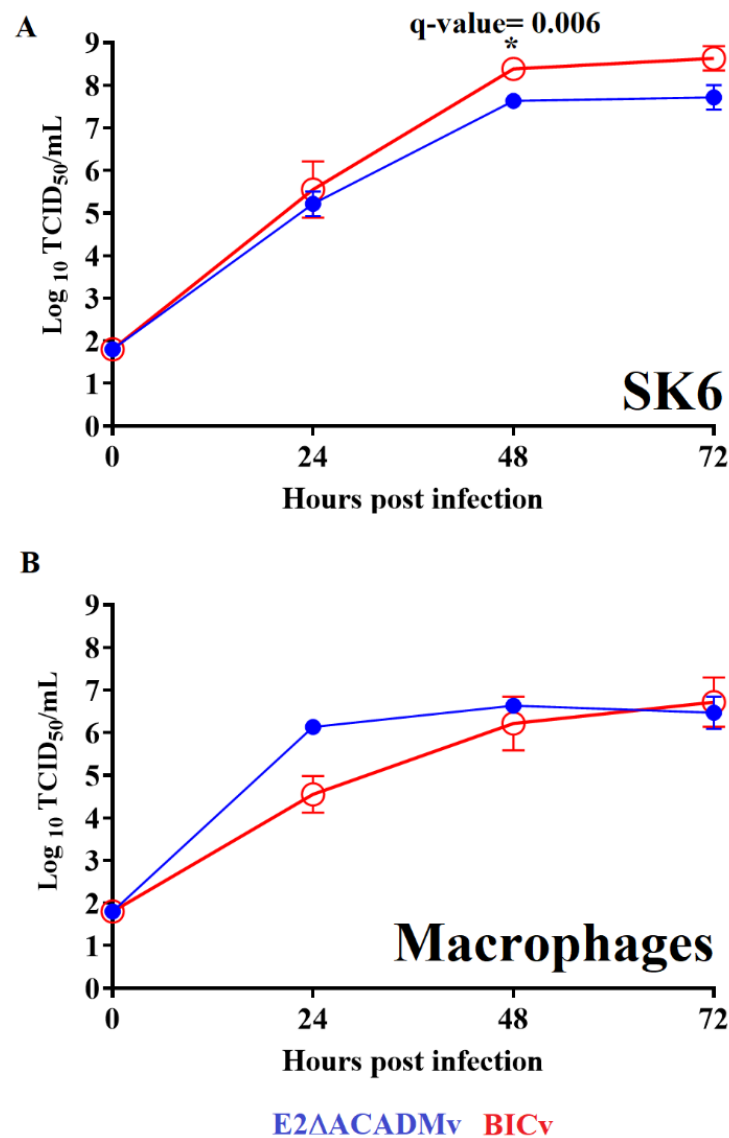 A
q-value= 0.006
*
9
8
7
6
5
4
3
2
1
0
Log 10 TCID50/mL
SK6
0 24 48 72
Hours post infection
B
9
8
7
6
5
4
3
2
1
0
Log 10 TCID50/mL
Macrophages
0 24 48 72
Hours post infection
E2ΔACADMv BICv